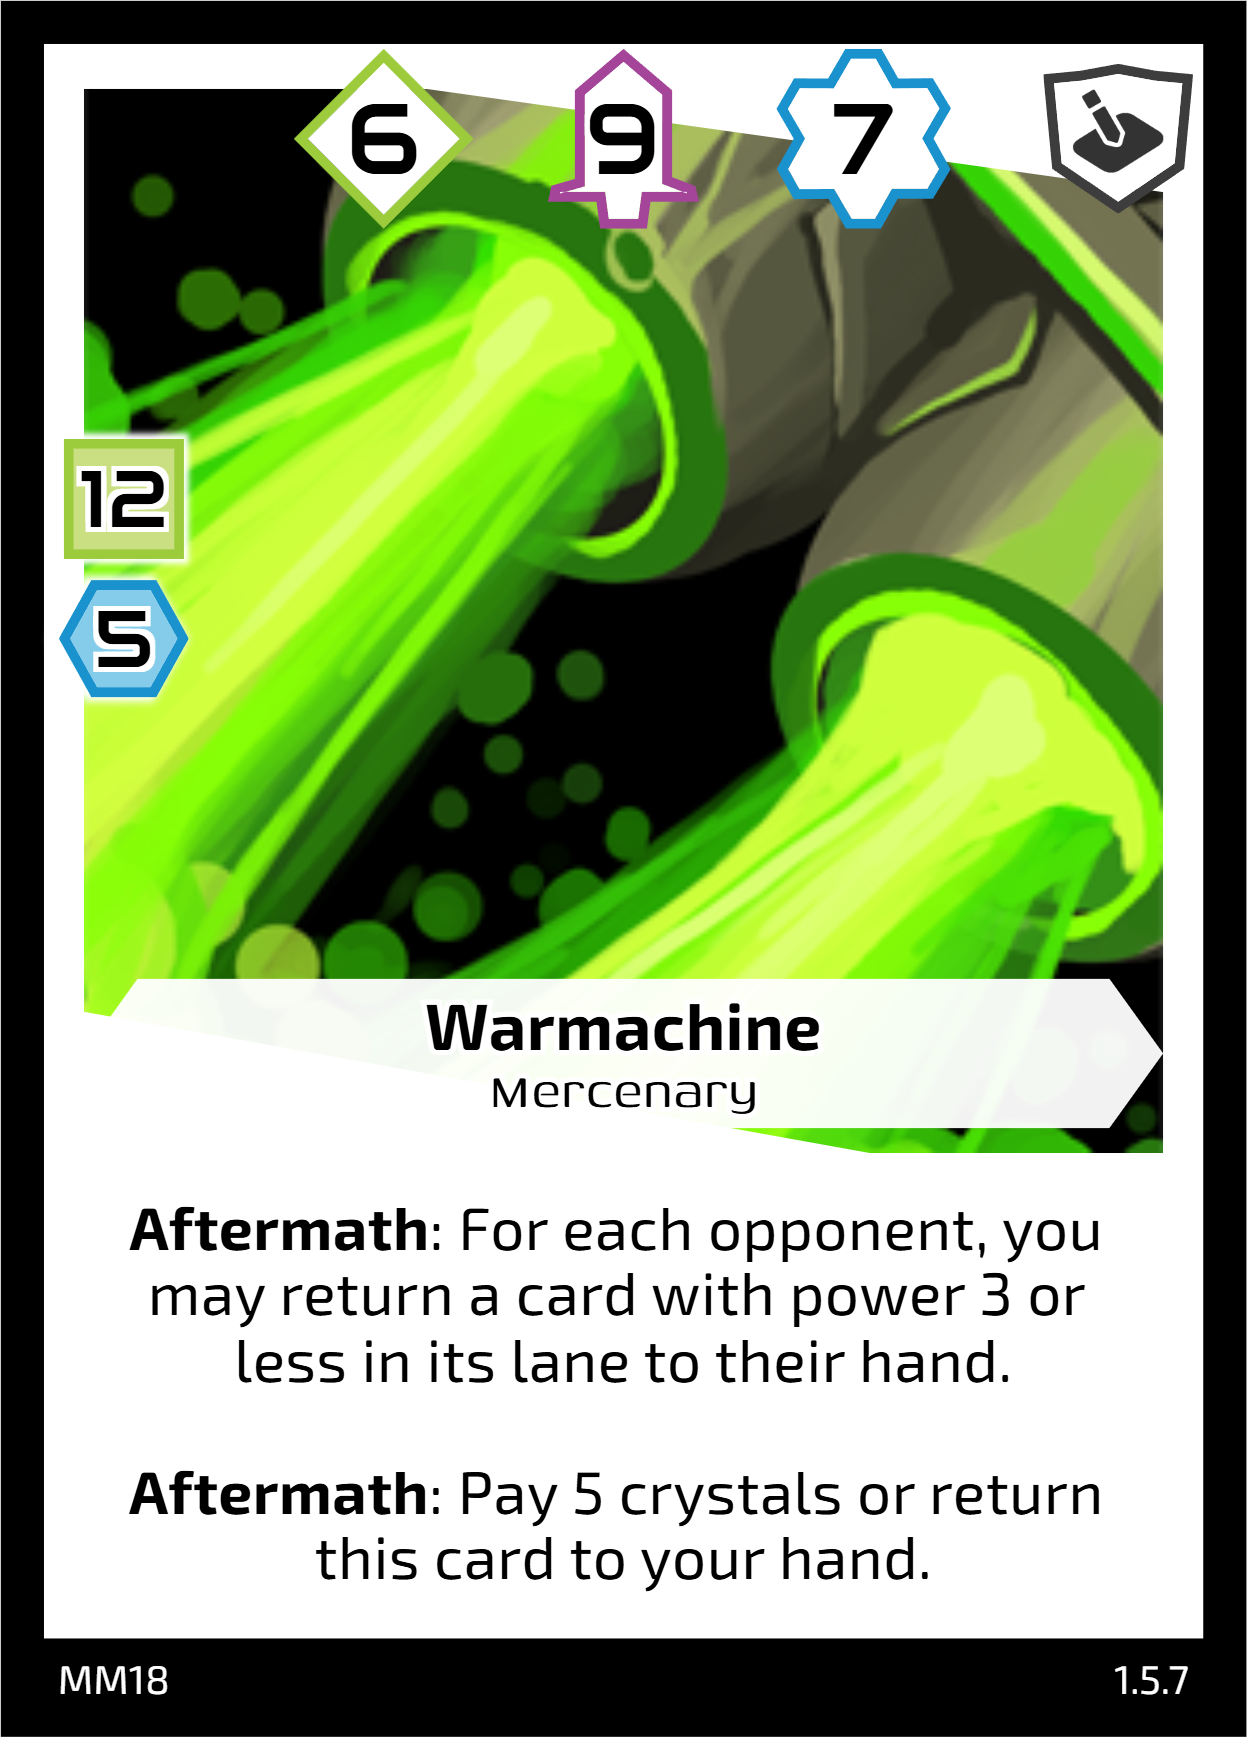 6 9 7
12
5
Warmachine
Mercenary
Aftermath: For each opponent, you
may return a card with power 3 or
less in its lane to their hand.
Aftermath: Pay 5 crystals or return
this card to your hand.
MM18 1.5.7